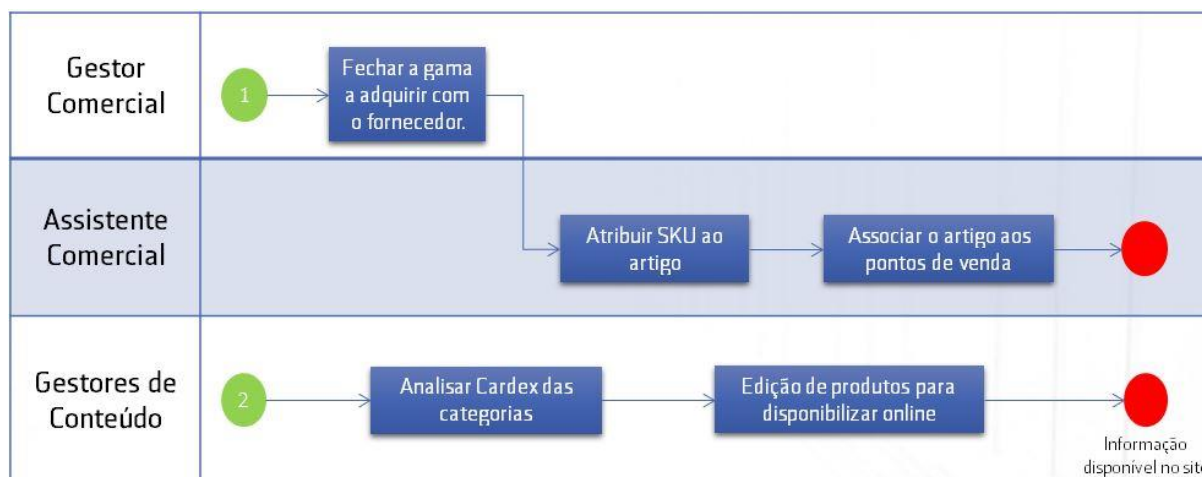 Gestor
Comercial
1
Fechar a gama
a adquirir com
o fornecedor.
Assistente
Comercial
Atribuir SKU ao
artigo
Associar o artigo aos
pontos de venda
Gestores de
Conteúdo
2
Analisar Cardex das
categorias
Edição de produtos para
disponibilizar online
Informação
disponível no site